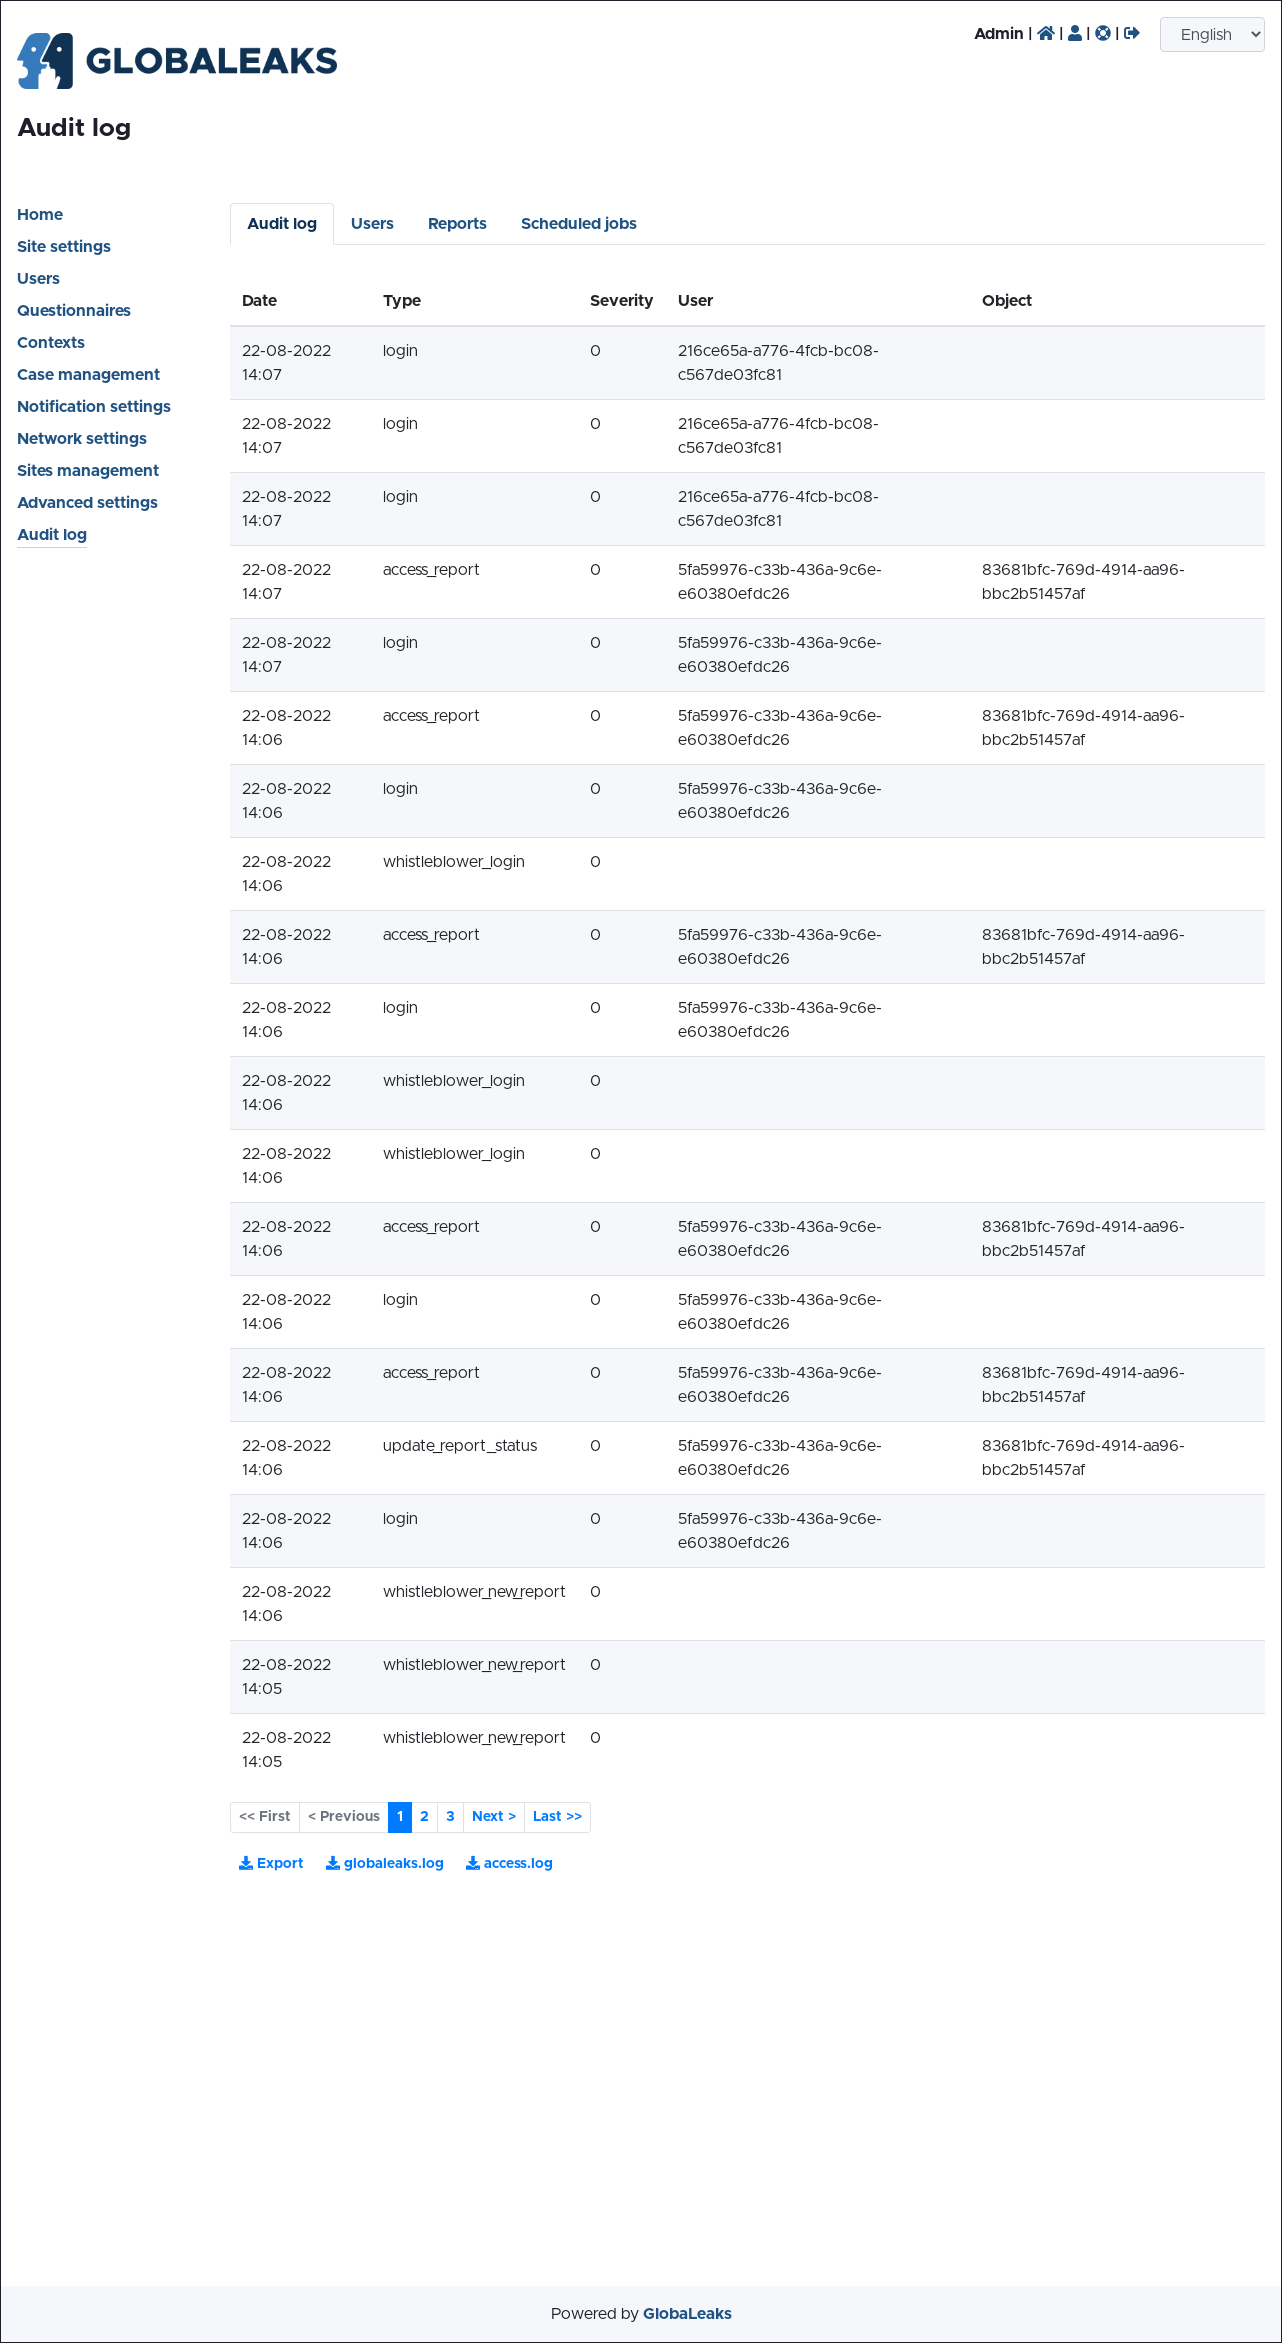 GLOBALEAKS
Admin | | | |
English
Audit log
Home
Site settings
Users
Questionnaires
Contexts
Case management
Notification settings
Network settings
Sites management
Advanced settings
Audit log
Audit log Users Reports Scheduled jobs
Date Type Severity User Object
22-08-2022 login 0 216ce65a-a776-4fcb-bc08-
14:07 c567de03fc81
22-08-2022 login 0 216ce65a-a776-4fcb-bc08-
14:07 c567de03fc81
22-08-2022 login 0 216ce65a-a776-4fcb-bc08-
14:07 c567de03fc81
22-08-2022 access_report 0 5fa59976-c33b-436a-9c6e- 83681bfc-769d-4914-aa96-
14:07 e60380efdc26 bbc2b51457af
22-08-2022 login 0 5fa59976-c33b-436a-9c6e-
14:07 e60380efdc26
22-08-2022 access_report 0 5fa59976-c33b-436a-9c6e- 83681bfc-769d-4914-aa96-
14:06 e60380efdc26 bbc2b51457af
22-08-2022 login 0 5fa59976-c33b-436a-9c6e-
14:06 e60380efdc26
22-08-2022 whistleblower_login 0
14:06
22-08-2022 access_report 0 5fa59976-c33b-436a-9c6e- 83681bfc-769d-4914-aa96-
14:06 e60380efdc26 bbc2b51457af
22-08-2022 login 0 5fa59976-c33b-436a-9c6e-
14:06 e60380efdc26
22-08-2022 whistleblower_login 0
14:06
22-08-2022 whistleblower_login 0
14:06
22-08-2022 access_report 0 5fa59976-c33b-436a-9c6e- 83681bfc-769d-4914-aa96-
14:06 e60380efdc26 bbc2b51457af
22-08-2022 login 0 5fa59976-c33b-436a-9c6e-
14:06 e60380efdc26
22-08-2022 access_report 0 5fa59976-c33b-436a-9c6e- 83681bfc-769d-4914-aa96-
14:06 e60380efdc26 bbc2b51457af
22-08-2022 update_report_status 0 5fa59976-c33b-436a-9c6e- 83681bfc-769d-4914-aa96-
14:06 e60380efdc26 bbc2b51457af
22-08-2022 login 0 5fa59976-c33b-436a-9c6e-
14:06 e60380efdc26
22-08-2022 whistleblower_new_report 0
14:06
22-08-2022 whistleblower_new_report 0
14:05
22-08-2022 whistleblower_new_report 0
14:05
<< First < Previous 1 2 3 Next > Last >>
Export globaleaks.log access.log
Powered by GlobaLeaks